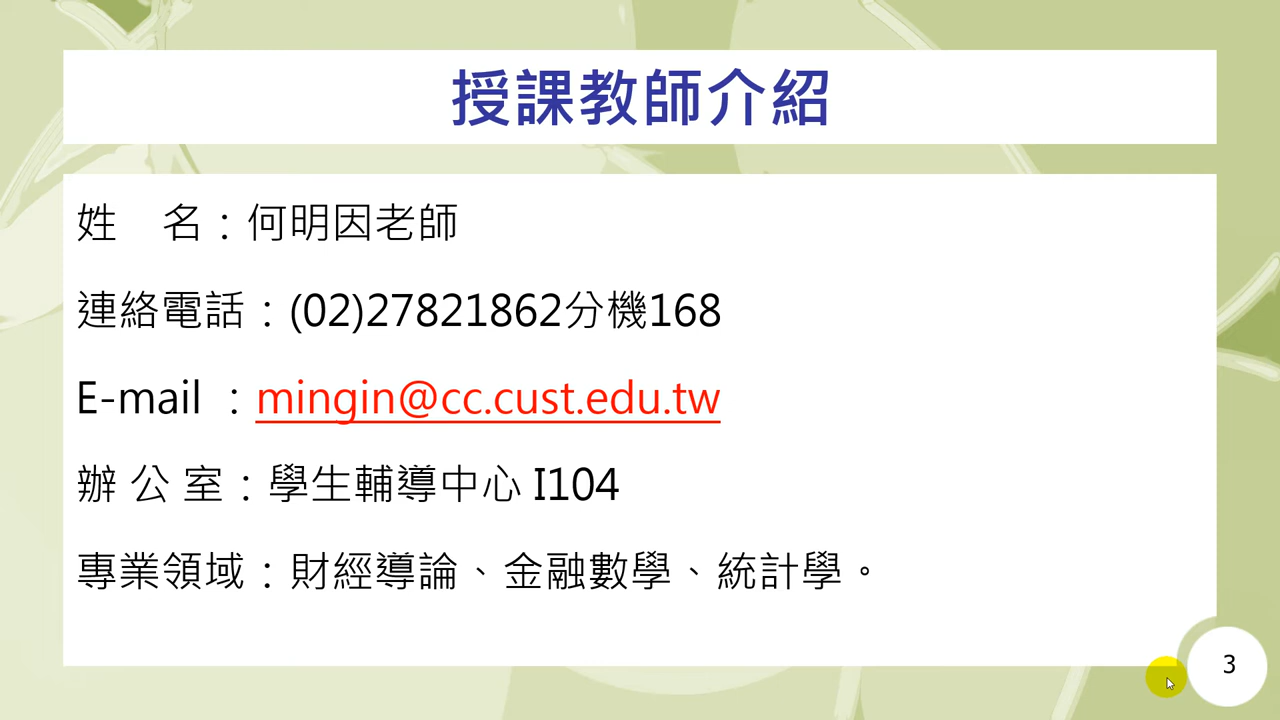 授課教師介紹
姓　名：何明因老師
連絡電話：(02)27821862分機168
E-mail ：mingin@cc.cust.edu.tw
辦 公 室：學生輔導中心 I104
專業領域：財經導論、金融數學、統計學。
3